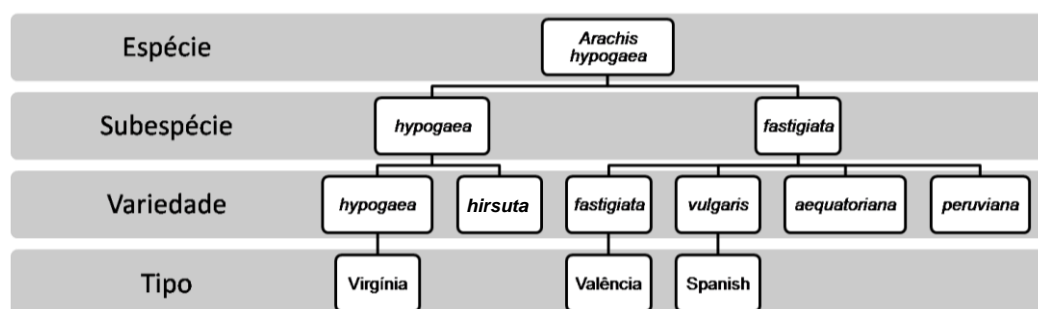 Espécie
Arachis
hypogaea
Subespécie
hypogaea
fastigiata
Variedade
hypogaea
hirsuta
fastigiata
vulgaris
aequatoriana
peruviana
Tipo
Virgínia
Valência
Spanish